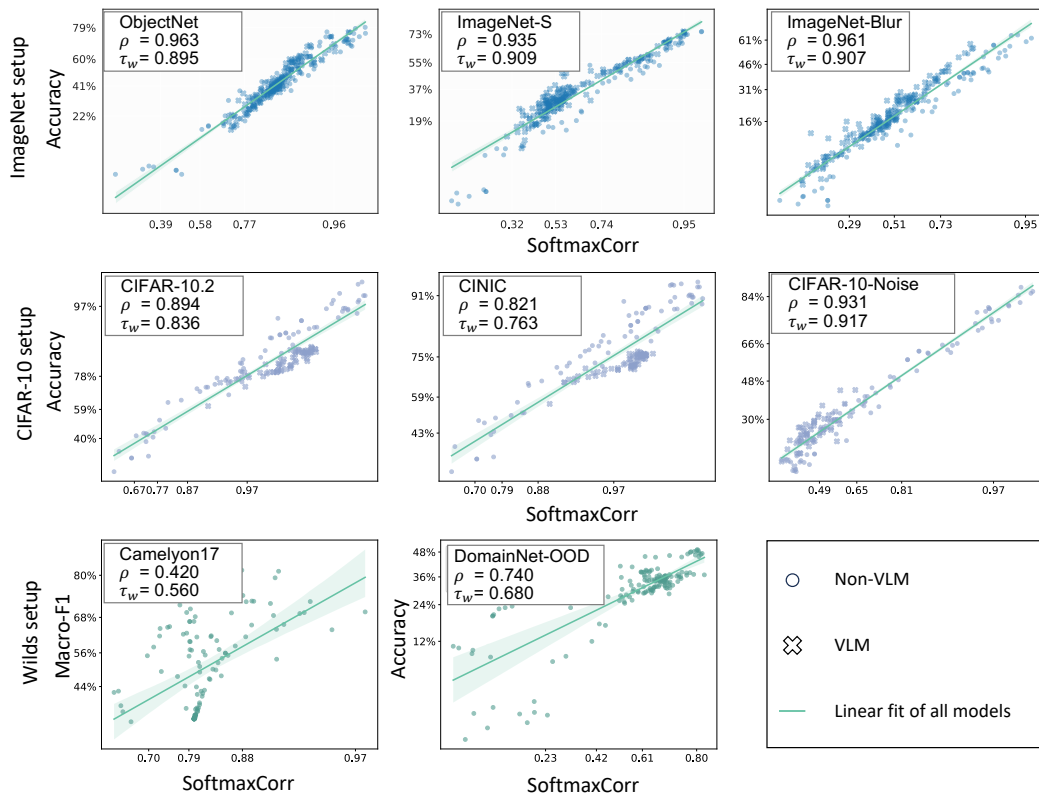 ImageNet setup
Accuracy
ObjectNet
ρ = 0.963
τw = 0.895
79%
60%
41%
22%
0.39 0.58 0.77 0.96
ImageNet-S
ρ = 0.935
τw = 0.909
73%
55%
37%
19%
0.32 0.53 0.74 0.95
ImageNet-Blur
ρ = 0.961
τw = 0.907
61%
46%
31%
16%
0.29 0.51 0.73 0.95
SoftmaxCorr
CIFAR-10 setup
Accuracy
CIFAR-10.2
ρ = 0.894
τw = 0.836
97%
78%
59%
40%
0.67 0.77 0.87 0.97
CINIC
ρ = 0.821
τw = 0.763
91%
75%
59%
43%
0.70 0.79 0.88 0.97
CIFAR-10-Noise
ρ = 0.931
τw = 0.917
84%
66%
48%
30%
0.49 0.65 0.81 0.97
SoftmaxCorr
Wilds setup
Macro-F1
Camelyon17
ρ = 0.420
τw = 0.560
80%
68%
56%
44%
0.70 0.79 0.88 0.97
SoftmaxCorr
Accuracy
DomainNet-OOD
ρ = 0.740
τw = 0.680
48%
36%
24%
12%
0.23 0.42 0.61 0.80
SoftmaxCorr
Non-VLM
VLM
Linear fit of all models